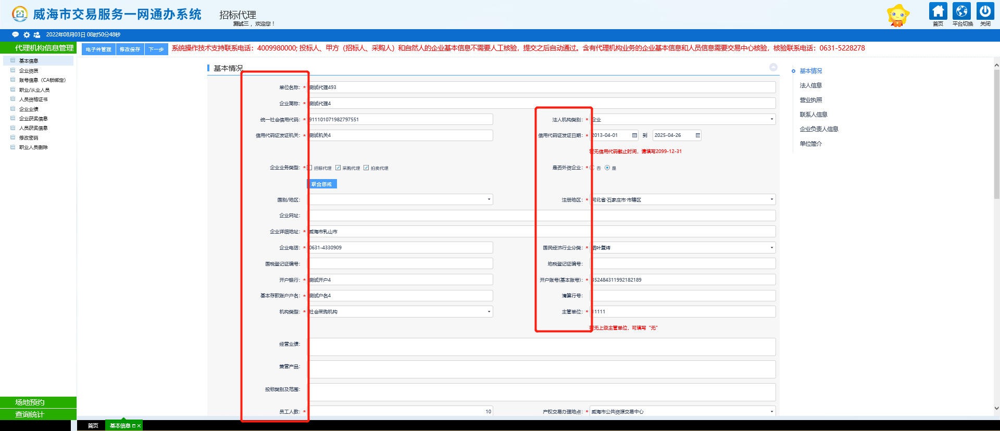 威海市交易服务一网通办系统
招标代理
测试三，欢迎您！
首页
平台切换
关闭
2022年08月03日 08时50分48秒
代理机构信息管理
电子件管理
修改保存
下一步
系统操作技术支持联系电话：4009980000; 投标人、甲方（招标人、采购人）和自然人的企业基本信息不需要人工核验，提交之后自动通过。含有代理机构业务的企业基本信息和人员信息需要交易中心核验，核验联系电话：0631-5228278
基本信息
企业资质
账号信息（CA锁绑定）
职业/从业人员
人员资格证书
企业业绩
企业获奖信息
人员获奖信息
修改密码
职业人员删除
场地预约
查询统计
基本情况
单位名称：* 测试代理493
企业简称：* 测试代理4
统一社会信用代码：* 911101071982797551
法人机构类别：* 企业
信用代码证发证机关：* 测试机关4
信用代码证发证日期：* 2013-04-01 到 2025-04-26
若无信用代码截止时间，请填写2099-12-31
企业业务类型：* 招标代理 采购代理 拍卖代理
是否外资企业：* 否 是
联合惩戒
国别/地区：
注册地区：* 河北省·石家庄市·市辖区
企业网址：
企业详细地址：* 威海市乳山市
企业电话：* 0631-4330909
国民经济行业分类：* 烟叶复烤
国税登记证编号：
地税登记证编号：
开户银行：* 测试开户4
开户账号(基本账号)：* 352484311992182189
基本存款账户户名：* 测试户名4
清算行号：
机构类型：* 社会采购机构
主管单位：* 11111
若无上级主管单位，可填写“无”
经营业绩：
兼营产品：
投标类别及范围：
员工人数：* 10
产权交易办理地点：* 威海市公共资源交易中心
基本情况
法人信息
营业执照
联系人信息
企业负责人信息
单位简介
首页
基本信息